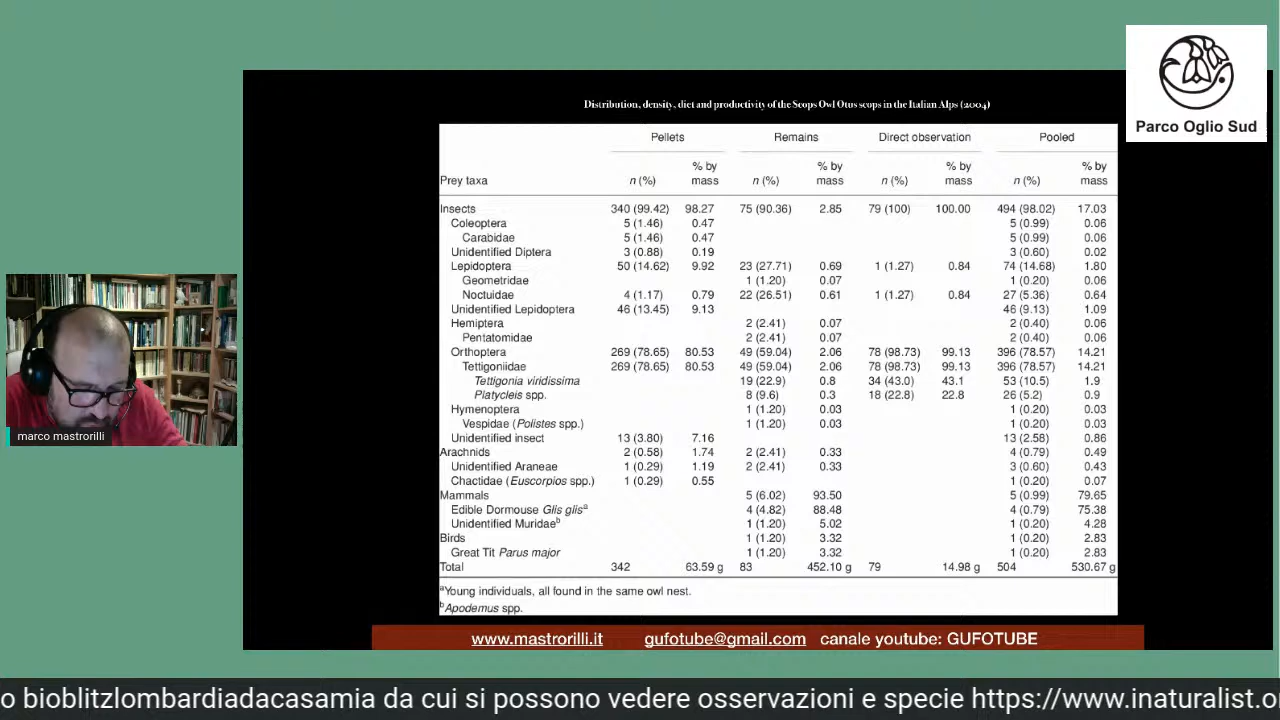 Parco Oglio Sud
Distribution, density, diet and productivity of the Scops Owl Otus scops in the Italian Alps (2004)
Pellets Remains Direct observation Pooled
Prey taxa n (%) % by mass n (%) % by mass n (%) % by mass n (%) % by mass
Insects 340 (99.42) 98.27 75 (90.36) 2.85 79 (100) 100.00 494 (98.02) 17.03
Coleoptera 5 (1.46) 0.47 5 (0.99) 0.06
Carabidae 5 (1.46) 0.47 5 (0.99) 0.06
Unidentified Diptera 3 (0.88) 0.19 3 (0.60) 0.02
Lepidoptera 50 (14.62) 9.92 23 (27.71) 0.69 1 (1.27) 0.84 74 (14.68) 1.80
Geometridae 1 (1.20) 0.07 1 (0.20) 0.06
Noctuidae 4 (1.17) 0.79 22 (26.51) 0.61 1 (1.27) 0.84 27 (5.36) 0.64
Unidentified Lepidoptera 46 (13.45) 9.13 46 (9.13) 1.09
Hemiptera 2 (2.41) 0.07 2 (0.40) 0.06
Pentatomidae 2 (2.41) 0.07 2 (0.40) 0.06
Orthoptera 269 (78.65) 80.53 49 (59.04) 2.06 78 (98.73) 99.13 396 (78.57) 14.21
Tettigoniidae 269 (78.65) 80.53 49 (59.04) 2.06 78 (98.73) 99.13 396 (78.57) 14.21
Tettigonia viridissima 19 (22.9) 0.8 34 (43.0) 43.1 53 (10.5) 1.9
Platycleis spp. 8 (9.6) 0.3 18 (22.8) 22.8 26 (5.2) 0.9
Hymenoptera 1 (1.20) 0.03 1 (0.20) 0.03
Vespidae (Polistes spp.) 1 (1.20) 0.03 1 (0.20) 0.03
Unidentified insect 13 (3.80) 7.16 13 (2.58) 0.86
Arachnids 2 (0.58) 1.74 2 (2.41) 0.33 4 (0.79) 0.49
Unidentified Araneae 1 (0.29) 1.19 2 (2.41) 0.33 3 (0.60) 0.43
Chactidae (Euscorpios spp.) 1 (0.29) 0.55 1 (0.20) 0.07
Mammals 5 (6.02) 93.50 5 (0.99) 79.65
Edible Dormouse Glis glisa 4 (4.82) 88.48 4 (0.79) 75.38
Unidentified Muridaeb 1 (1.20) 5.02 1 (0.20) 4.28
Birds 1 (1.20) 3.32 1 (0.20) 2.83
Great Tit Parus major 1 (1.20) 3.32 1 (0.20) 2.83
Total 342 63.59 g 83 452.10 g 79 14.98 g 504 530.67 g
aYoung individuals, all found in the same owl nest.
bApodemus spp.
marco mastrorilli
www.mastrorilli.it gufotube@gmail.com canale youtube: GUFOTUBE
o bioblitzlombardiadacasamia da cui si possono vedere osservazioni e specie https://www.inaturalist.o